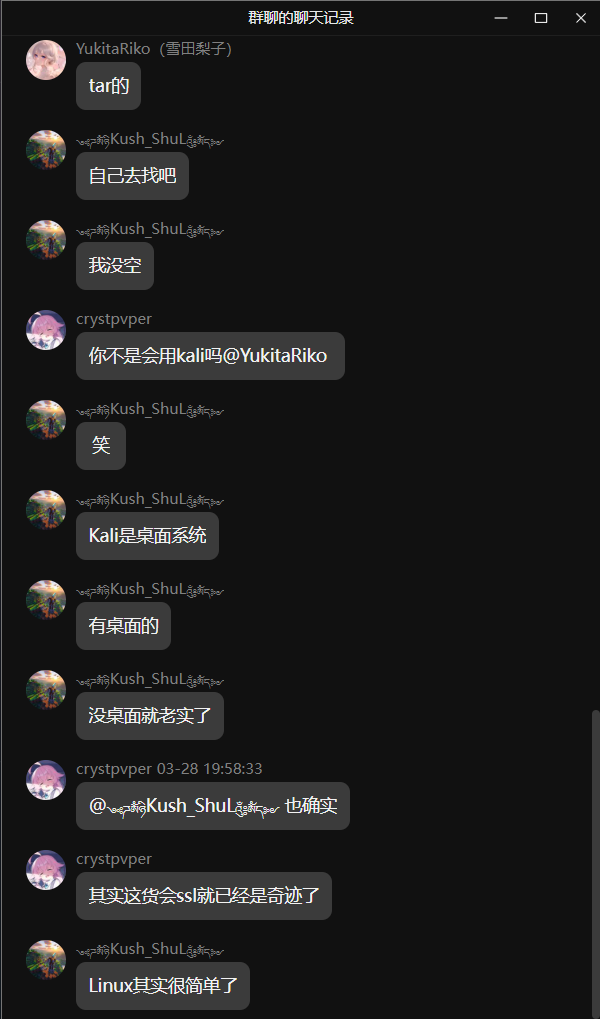 群聊的聊天记录
YukitaRiko（雪田梨子）
tar的
Kush_ShuL
自己去找吧
Kush_ShuL
我没空
crystpvper
你不是会用kali吗@YukitaRiko
Kush_ShuL
笑
Kush_ShuL
Kali是桌面系统
Kush_ShuL
有桌面的
Kush_ShuL
没桌面就老实了
crystpvper 03-28 19:58:33
@Kush_ShuL 也确实
crystpvper
其实这货会ssl就已经是奇迹了
Kush_ShuL
Linux其实很简单了